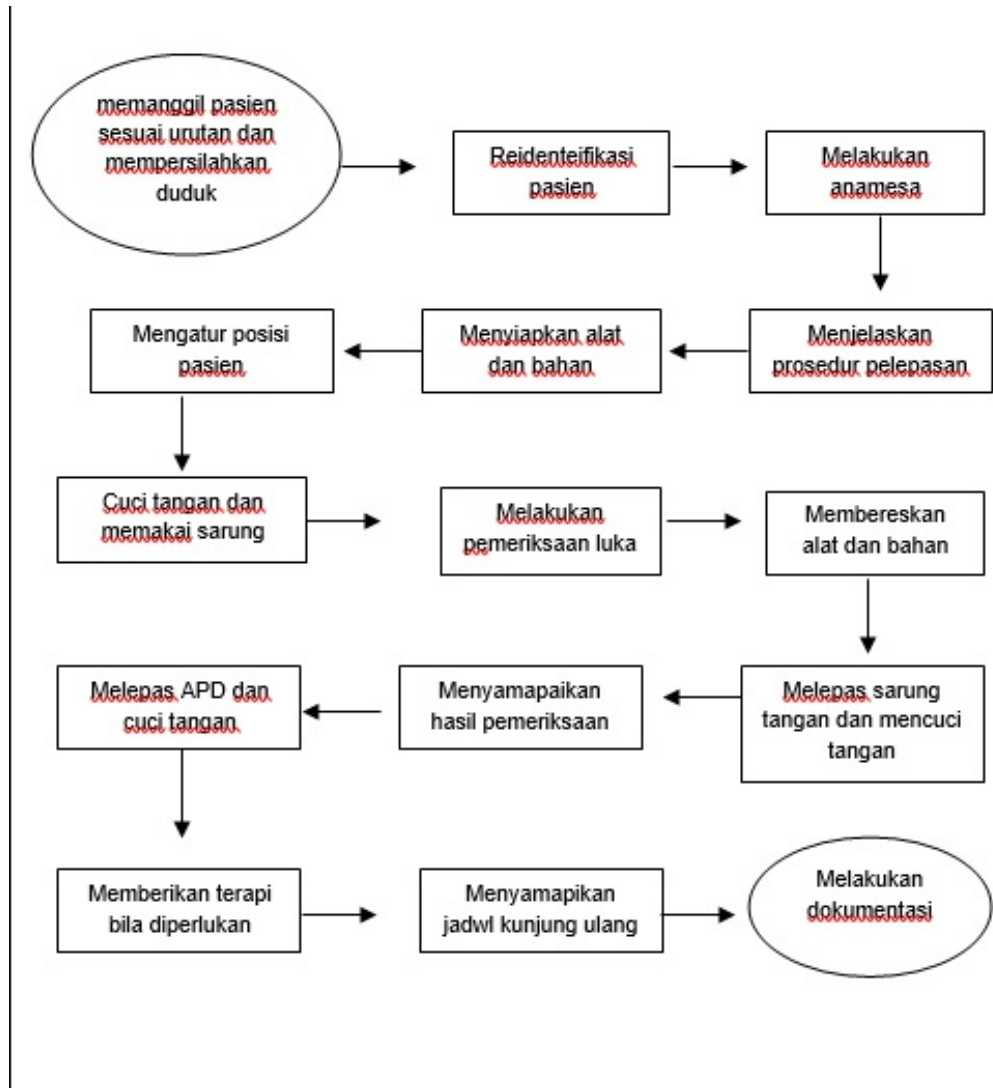 memanggil pasien
sesuai urutan dan
mempersilahkan
duduk
Reidenteifikasi
pasien
Melakukan
anamesa
Menjelaskan
prosedur pelepasan
Menyiapkan alat
dan bahan
Mengatur posisi
pasien
Cuci tangan dan
memakai sarung
Melakukan
pemeriksaan luka
Membereskan
alat dan bahan
Melepas sarung
tangan dan mencuci
tangan
Menyamapaikan
hasil pemeriksaan
Melepas APD dan
cuci tangan
Memberikan terapi
bila diperlukan
Menyamapikan
jadwl kunjung ulang
Melakukan
dokumentasi